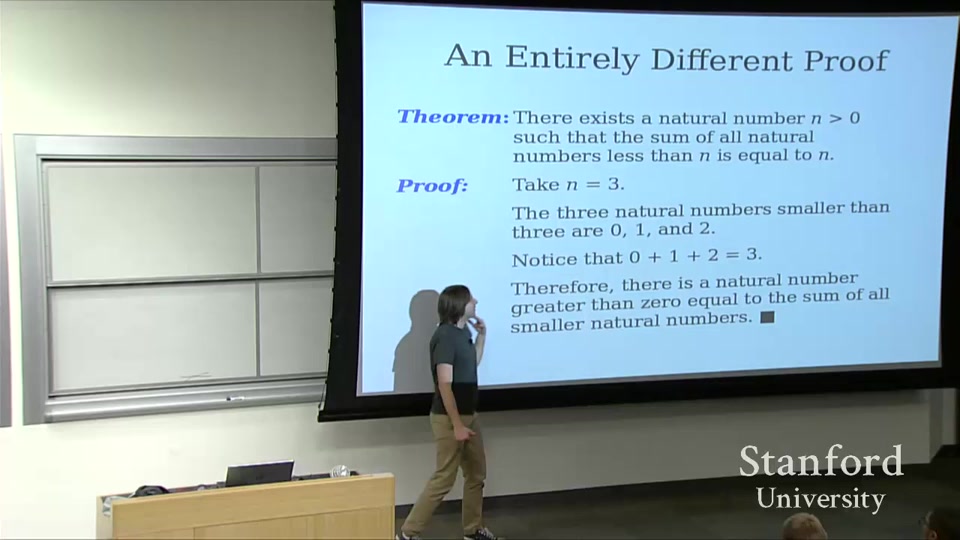 An Entirely Different Proof
Theorem: There exists a natural number n > 0
such that the sum of all natural
numbers less than n is equal to n.
Proof: Take n = 3.
The three natural numbers smaller than
three are 0, 1, and 2.
Notice that 0 + 1 + 2 = 3.
Therefore, there is a natural number
greater than zero equal to the sum of all
smaller natural numbers. ■
Stanford
University